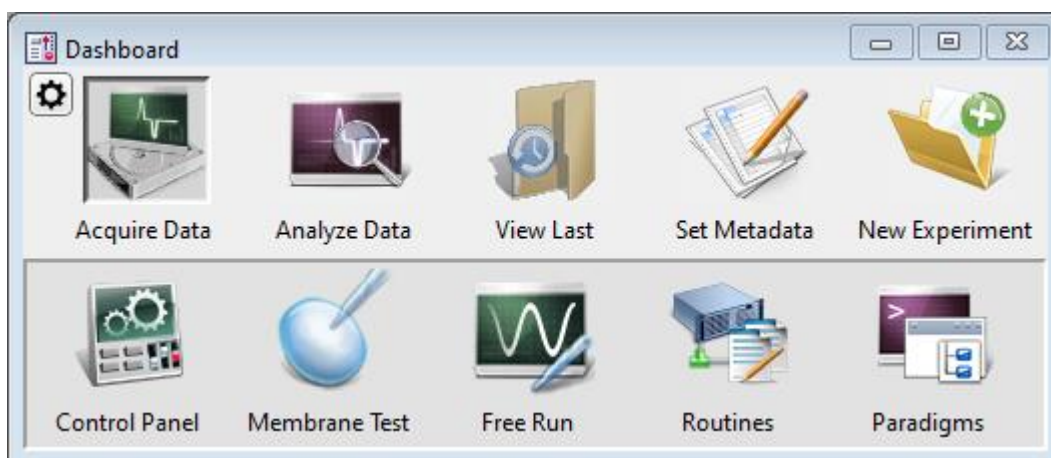 Dashboard
Acquire Data
Analyze Data
View Last
Set Metadata
New Experiment
Control Panel
Membrane Test
Free Run
Routines
Paradigms